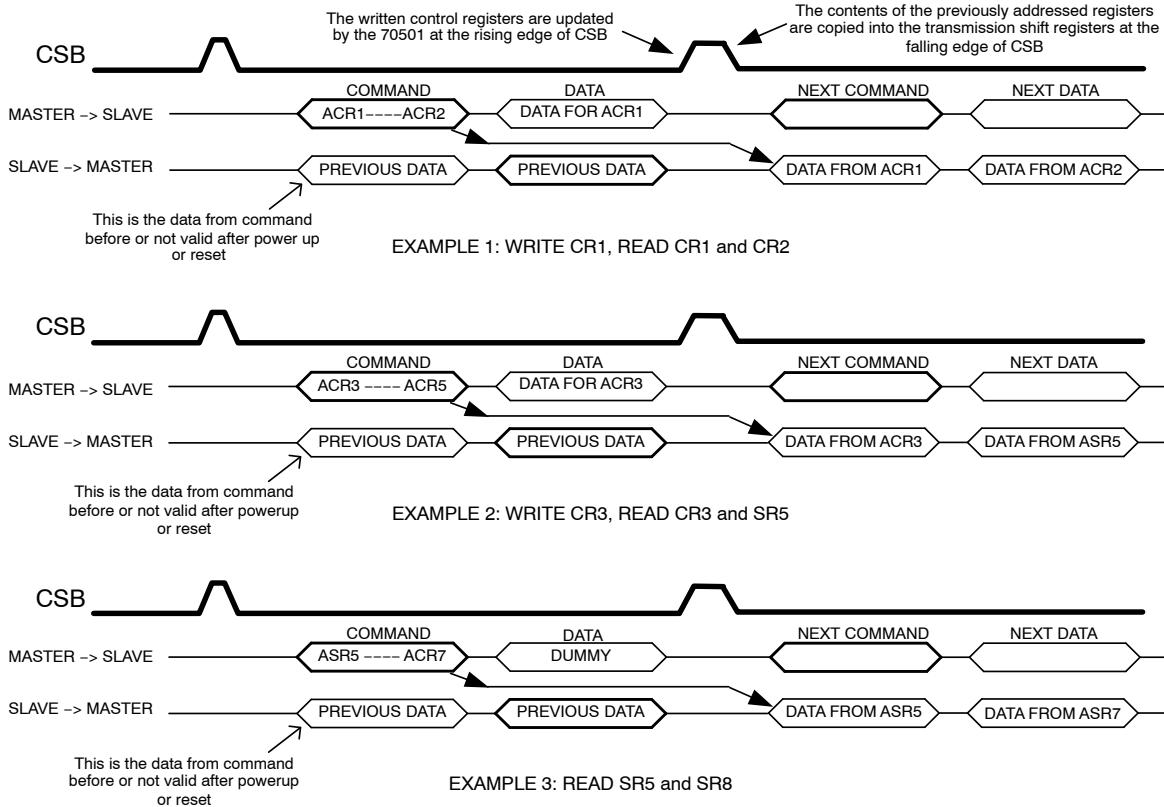 The written control registers are updated
by the 70501 at the rising edge of CSB
The contents of the previously addressed registers
are copied into the transmission shift registers at the
falling edge of CSB
CSB
COMMAND DATA NEXT COMMAND NEXT DATA
MASTER −> SLAVE ACR1−−−−ACR2 DATA FOR ACR1
SLAVE −> MASTER PREVIOUS DATA PREVIOUS DATA DATA FROM ACR1 DATA FROM ACR2
This is the data from command
before or not valid after power up
or reset
EXAMPLE 1: WRITE CR1, READ CR1 and CR2
CSB
COMMAND DATA NEXT COMMAND NEXT DATA
MASTER −> SLAVE ACR3 −−−− ACR5 DATA FOR ACR3
SLAVE −> MASTER PREVIOUS DATA PREVIOUS DATA DATA FROM ACR3 DATA FROM ASR5
This is the data from command
before or not valid after powerup
or reset
EXAMPLE 2: WRITE CR3, READ CR3 and SR5
CSB
COMMAND DATA NEXT COMMAND NEXT DATA
MASTER −> SLAVE ASR5 −−−− ACR7 DUMMY
SLAVE −> MASTER PREVIOUS DATA PREVIOUS DATA DATA FROM ASR5 DATA FROM ASR7
This is the data from command
before or not valid after powerup
or reset
EXAMPLE 3: READ SR5 and SR8